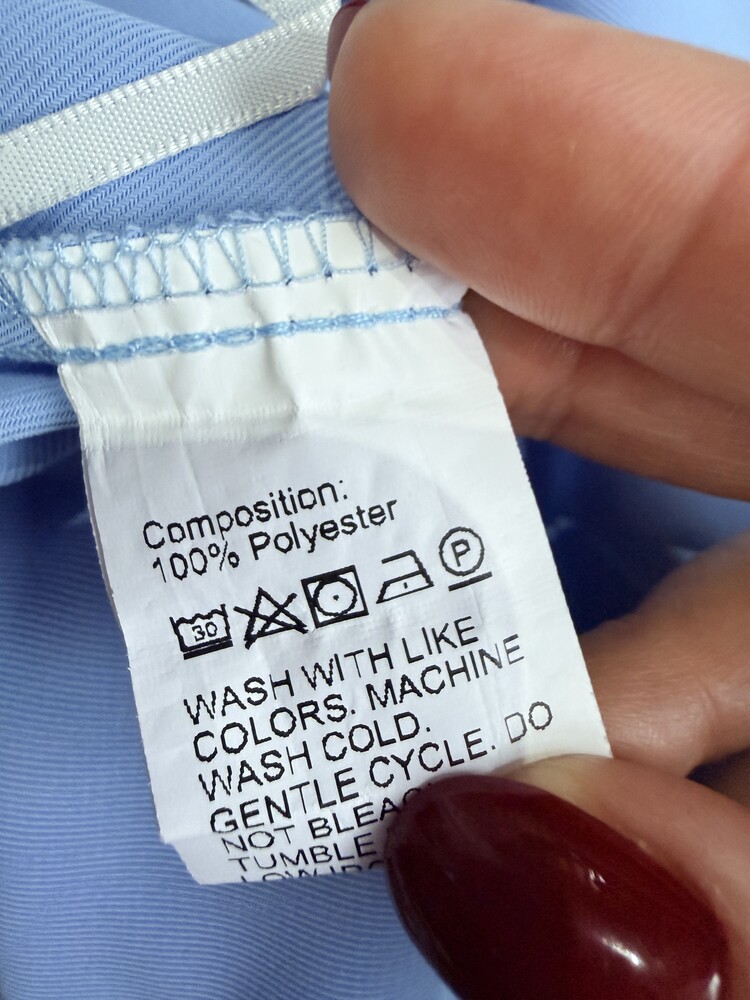 Composition:
100% Polyester
30 P
WASH WITH LIKE
COLORS. MACHINE
WASH COLD.
GENTLE CYCLE. DO
NOT
TUMBLE